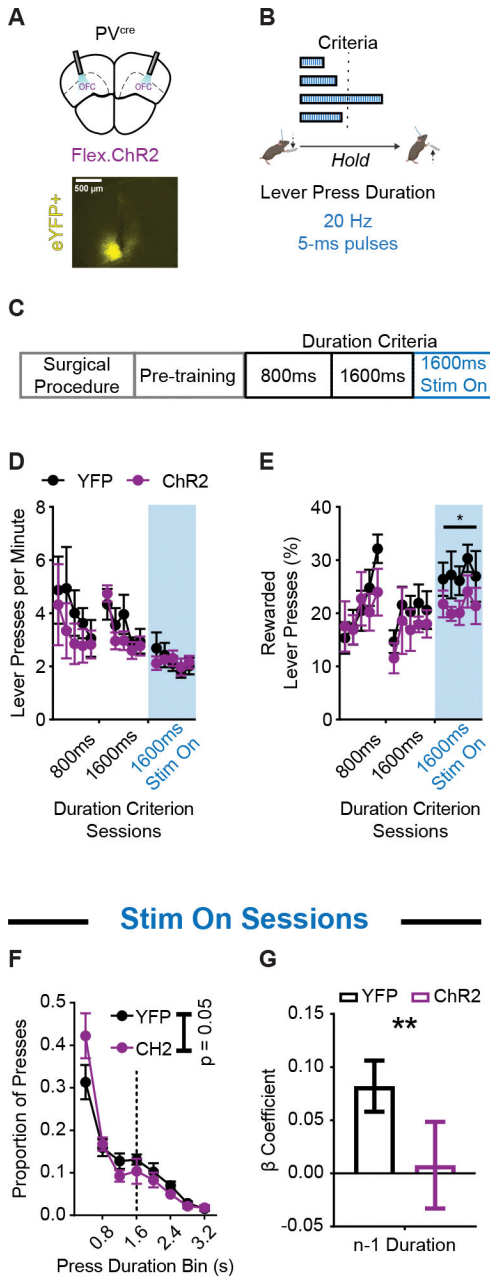 A
PVcre
OFC
OFC
Flex.ChR2
500 µm
eYFP+
B
Criteria
Hold
Lever Press Duration
20 Hz
5-ms pulses
C
Duration Criteria
Surgical
Procedure
Pre-training
800ms
1600ms
1600ms
Stim On
D
YFP
ChR2
Lever Presses per Minute
8
6
4
2
0
800ms
1600ms
1600ms
Stim On
Duration Criterion
Sessions
E
Rewarded
Lever Presses (%)
40
30
20
10
0
*
800ms
1600ms
1600ms
Stim On
Duration Criterion
Sessions
Stim On Sessions
F
YFP
CH2
p = 0.05
Proportion of Presses
0.5
0.4
0.3
0.2
0.1
0.0
0.8
1.6
2.4
3.2
Press Duration Bin (s)
G
YFP
ChR2
**
β Coefficient
0.15
0.10
0.05
0.00
-0.05
n-1 Duration